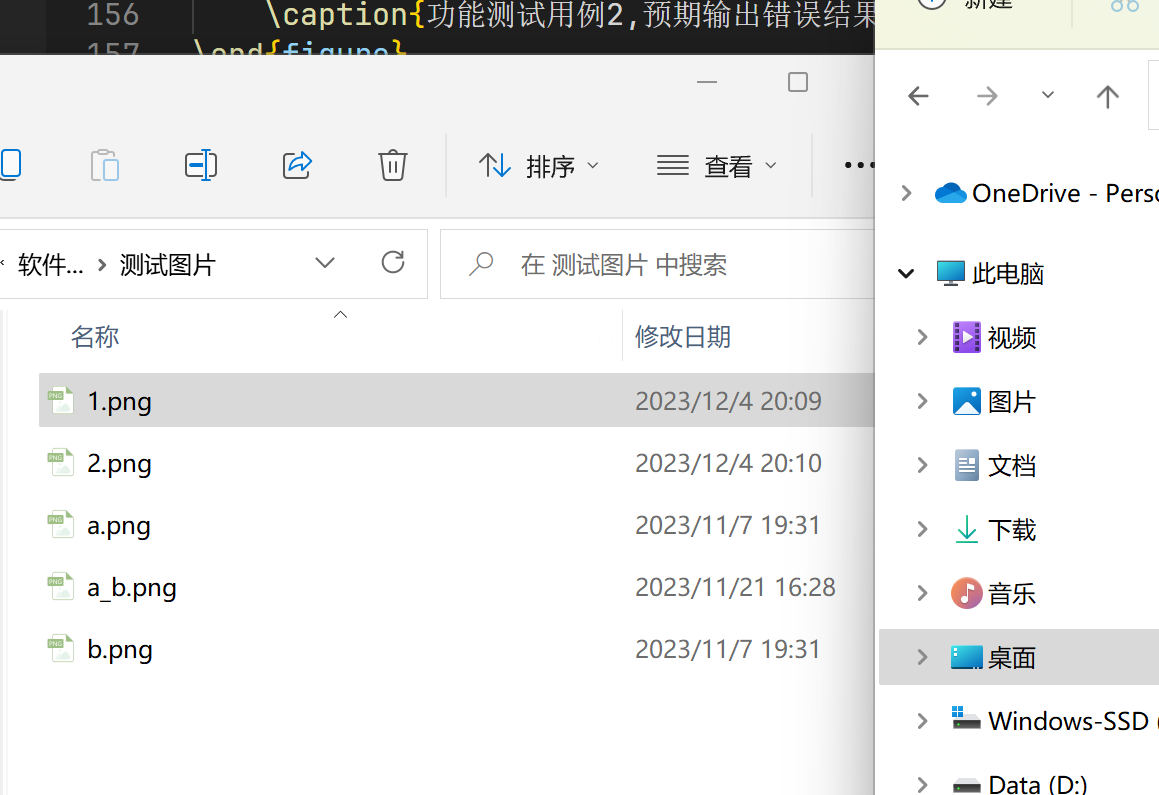 156 \caption{功能测试用例2,预期输出错误结果
157 \end{figure}
新建
排序
查看
软件... 测试图片
在 测试图片 中搜索
名称 修改日期
1.png 2023/12/4 20:09
2.png 2023/12/4 20:10
a.png 2023/11/7 19:31
a_b.png 2023/11/21 16:28
b.png 2023/11/7 19:31
OneDrive - Perso
此电脑
视频
图片
文档
下载
音乐
桌面
Windows-SSD (
Data (D:)